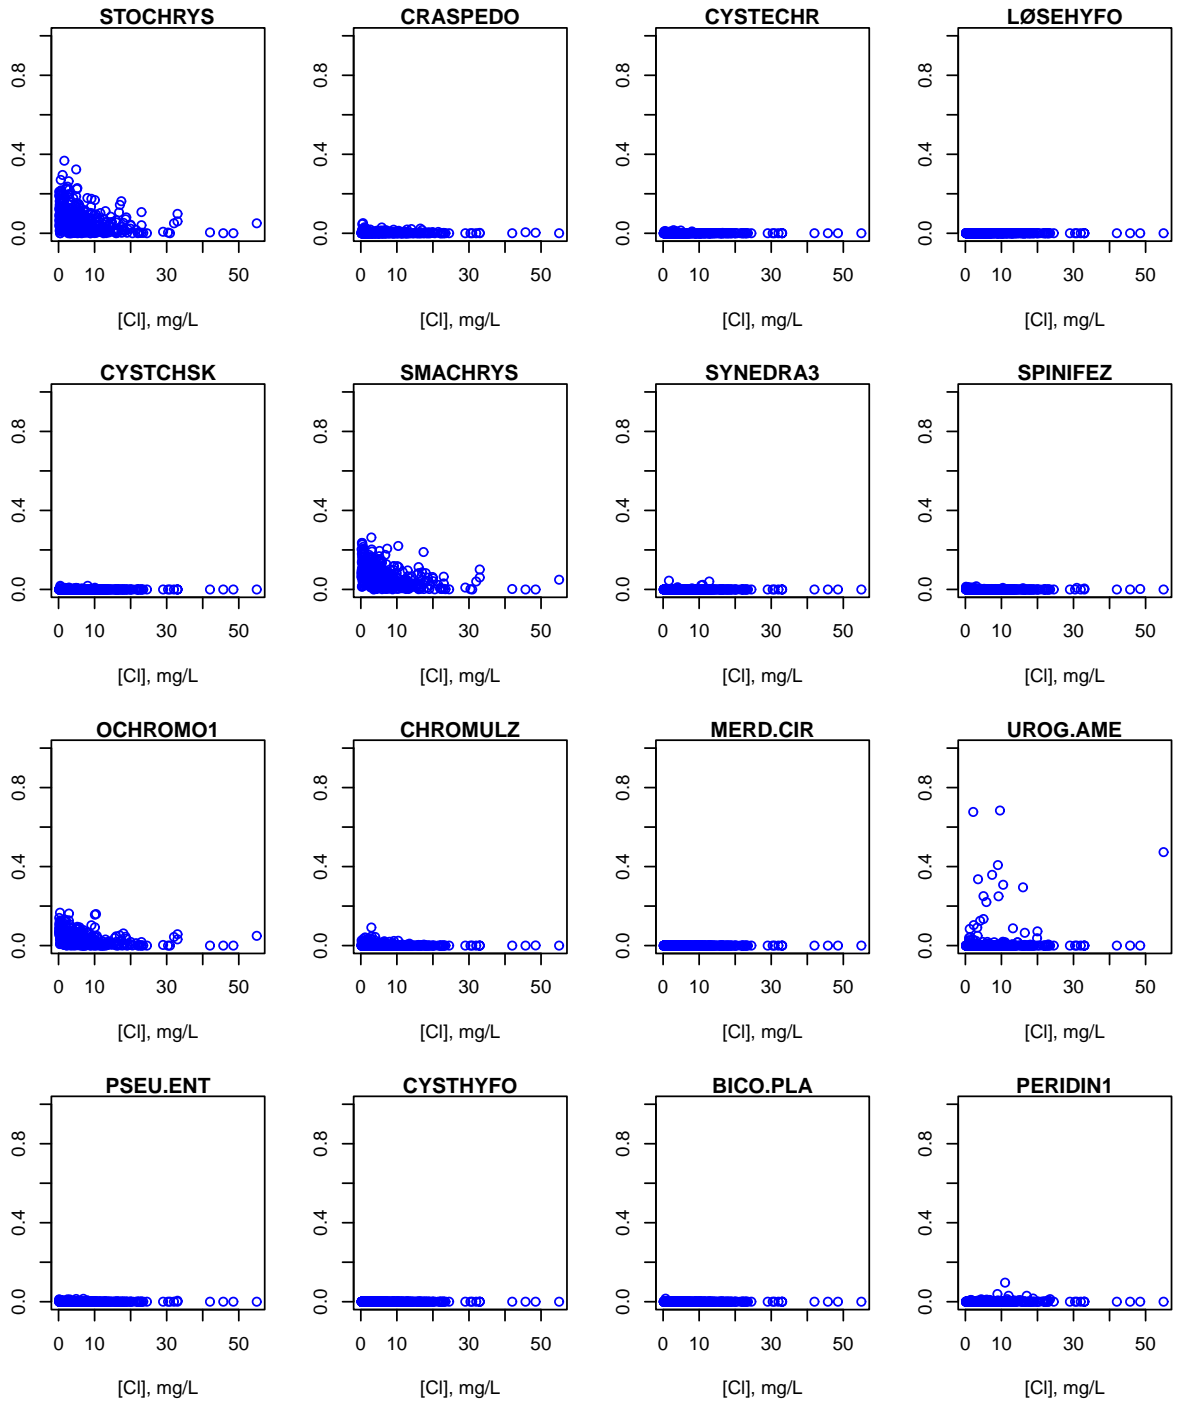 STOCHRYS CRASPEDO CYSTECHR LØSEHYFO
0.8 0.8 0.8 0.8
0.4 0.4 0.4 0.4
0.0 0.0 0.0 0.0
0 10 30 50 0 10 30 50 0 10 30 50 0 10 30 50
[Cl], mg/L [Cl], mg/L [Cl], mg/L [Cl], mg/L
CYSTCHSK SMACHRYS SYNEDRA3 SPINIFEZ
0.8 0.8 0.8 0.8
0.4 0.4 0.4 0.4
0.0 0.0 0.0 0.0
0 10 30 50 0 10 30 50 0 10 30 50 0 10 30 50
[Cl], mg/L [Cl], mg/L [Cl], mg/L [Cl], mg/L
OCHROMO1 CHROMULZ MERD.CIR UROG.AME
0.8 0.8 0.8 0.8
0.4 0.4 0.4 0.4
0.0 0.0 0.0 0.0
0 10 30 50 0 10 30 50 0 10 30 50 0 10 30 50
[Cl], mg/L [Cl], mg/L [Cl], mg/L [Cl], mg/L
PSEU.ENT CYSTHYFO BICO.PLA PERIDIN1
0.8 0.8 0.8 0.8
0.4 0.4 0.4 0.4
0.0 0.0 0.0 0.0
0 10 30 50 0 10 30 50 0 10 30 50 0 10 30 50
[Cl], mg/L [Cl], mg/L [Cl], mg/L [Cl], mg/L